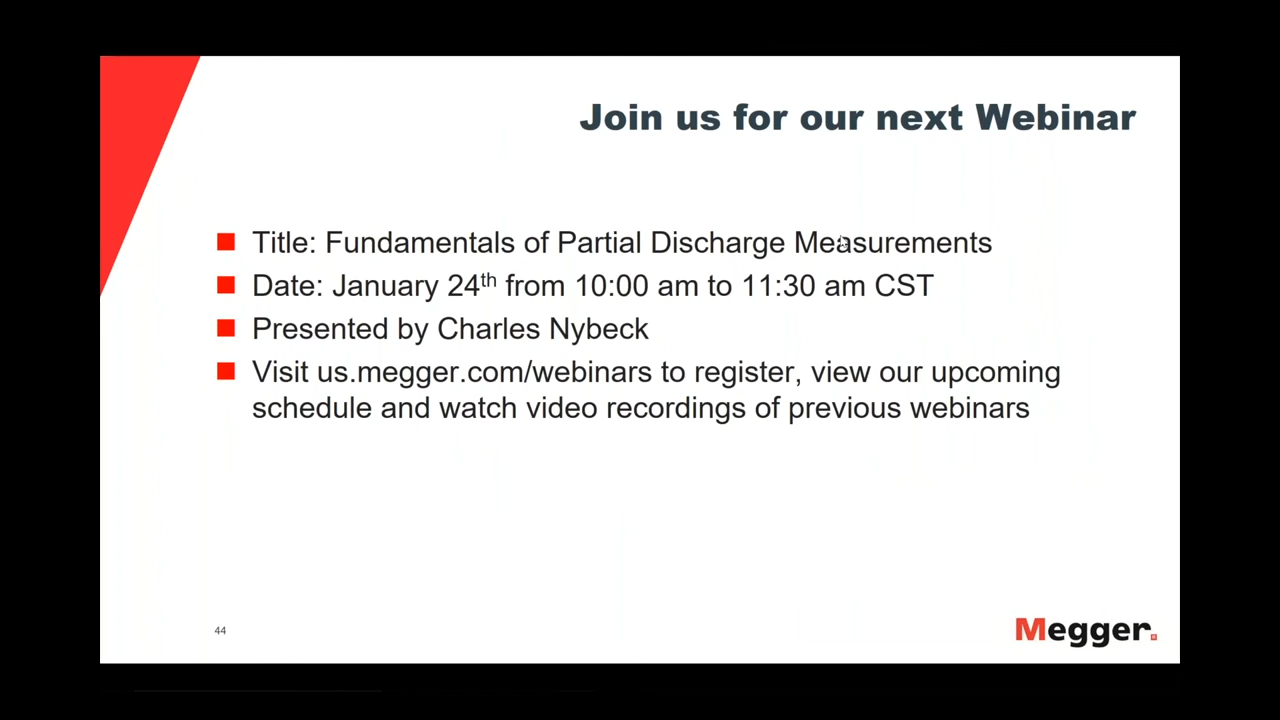 Join us for our next Webinar
Title: Fundamentals of Partial Discharge Measurements
Date: January 24th from 10:00 am to 11:30 am CST
Presented by Charles Nybeck
Visit us.megger.com/webinars to register, view our upcoming
schedule and watch video recordings of previous webinars
44
Megger.